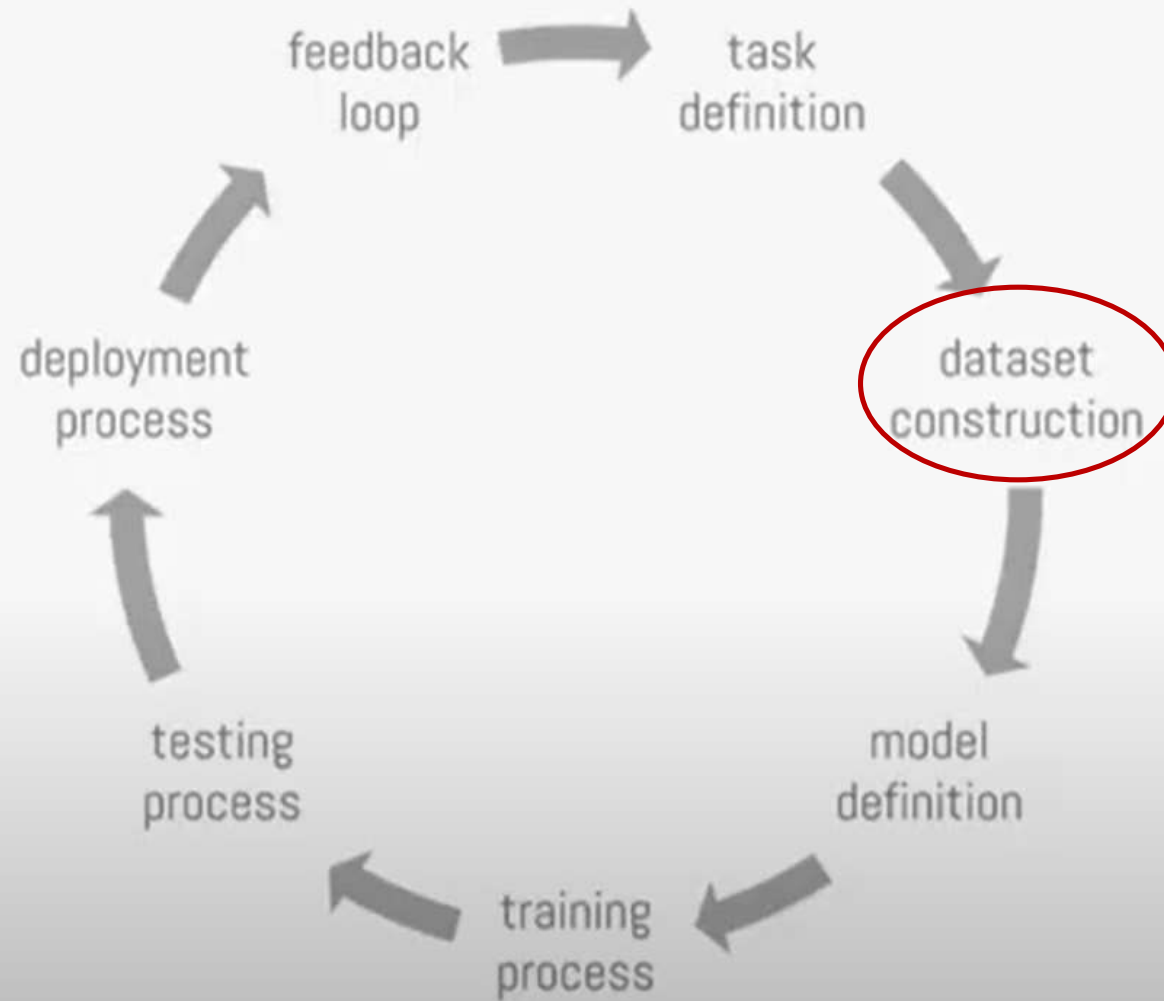 feedback
loop
task
definition
dataset
construction
model
definition
training
process
testing
process
deployment
process